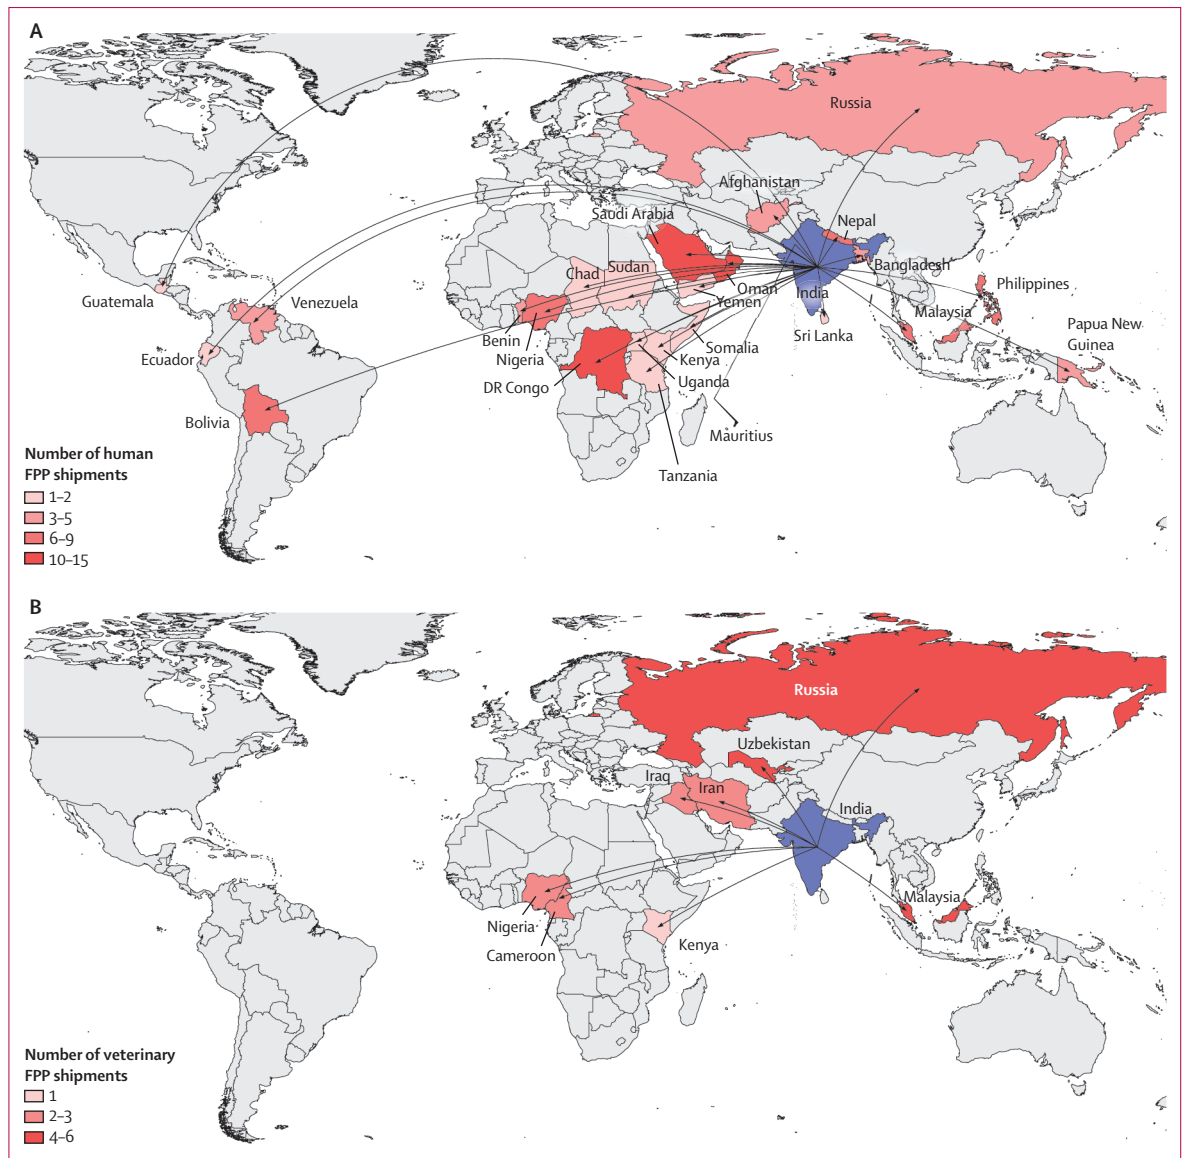 A
Russia
Afghanistan
Saudi Arabia
Nepal
Chad
Sudan
Bangladesh
Oman
India
Yemen
Philippines
Guatemala
Venezuela
Malaysia
Sri Lanka
Papua New
Guinea
Benin
Somalia
Ecuador
Nigeria
Kenya
DR Congo
Uganda
Bolivia
Mauritius
Tanzania
Number of human
FPP shipments
1–2
3–5
6–9
10–15
B
Russia
Uzbekistan
Iraq
Iran
India
Malaysia
Nigeria
Kenya
Cameroon
Number of veterinary
FPP shipments
1
2–3
4–6